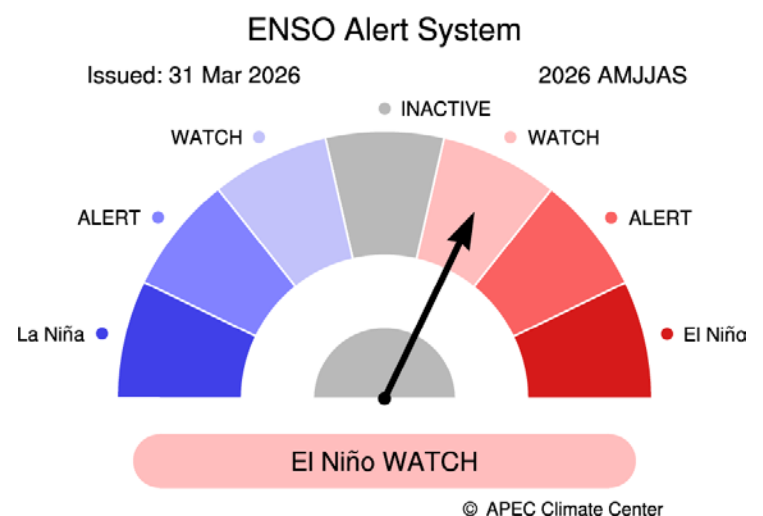 ENSO Alert System
Issued: 31 Mar 2026
2026 AMJJAS
INACTIVE
WATCH
WATCH
ALERT
ALERT
La Niña
El Niña
El Niño WATCH
© APEC Climate Center